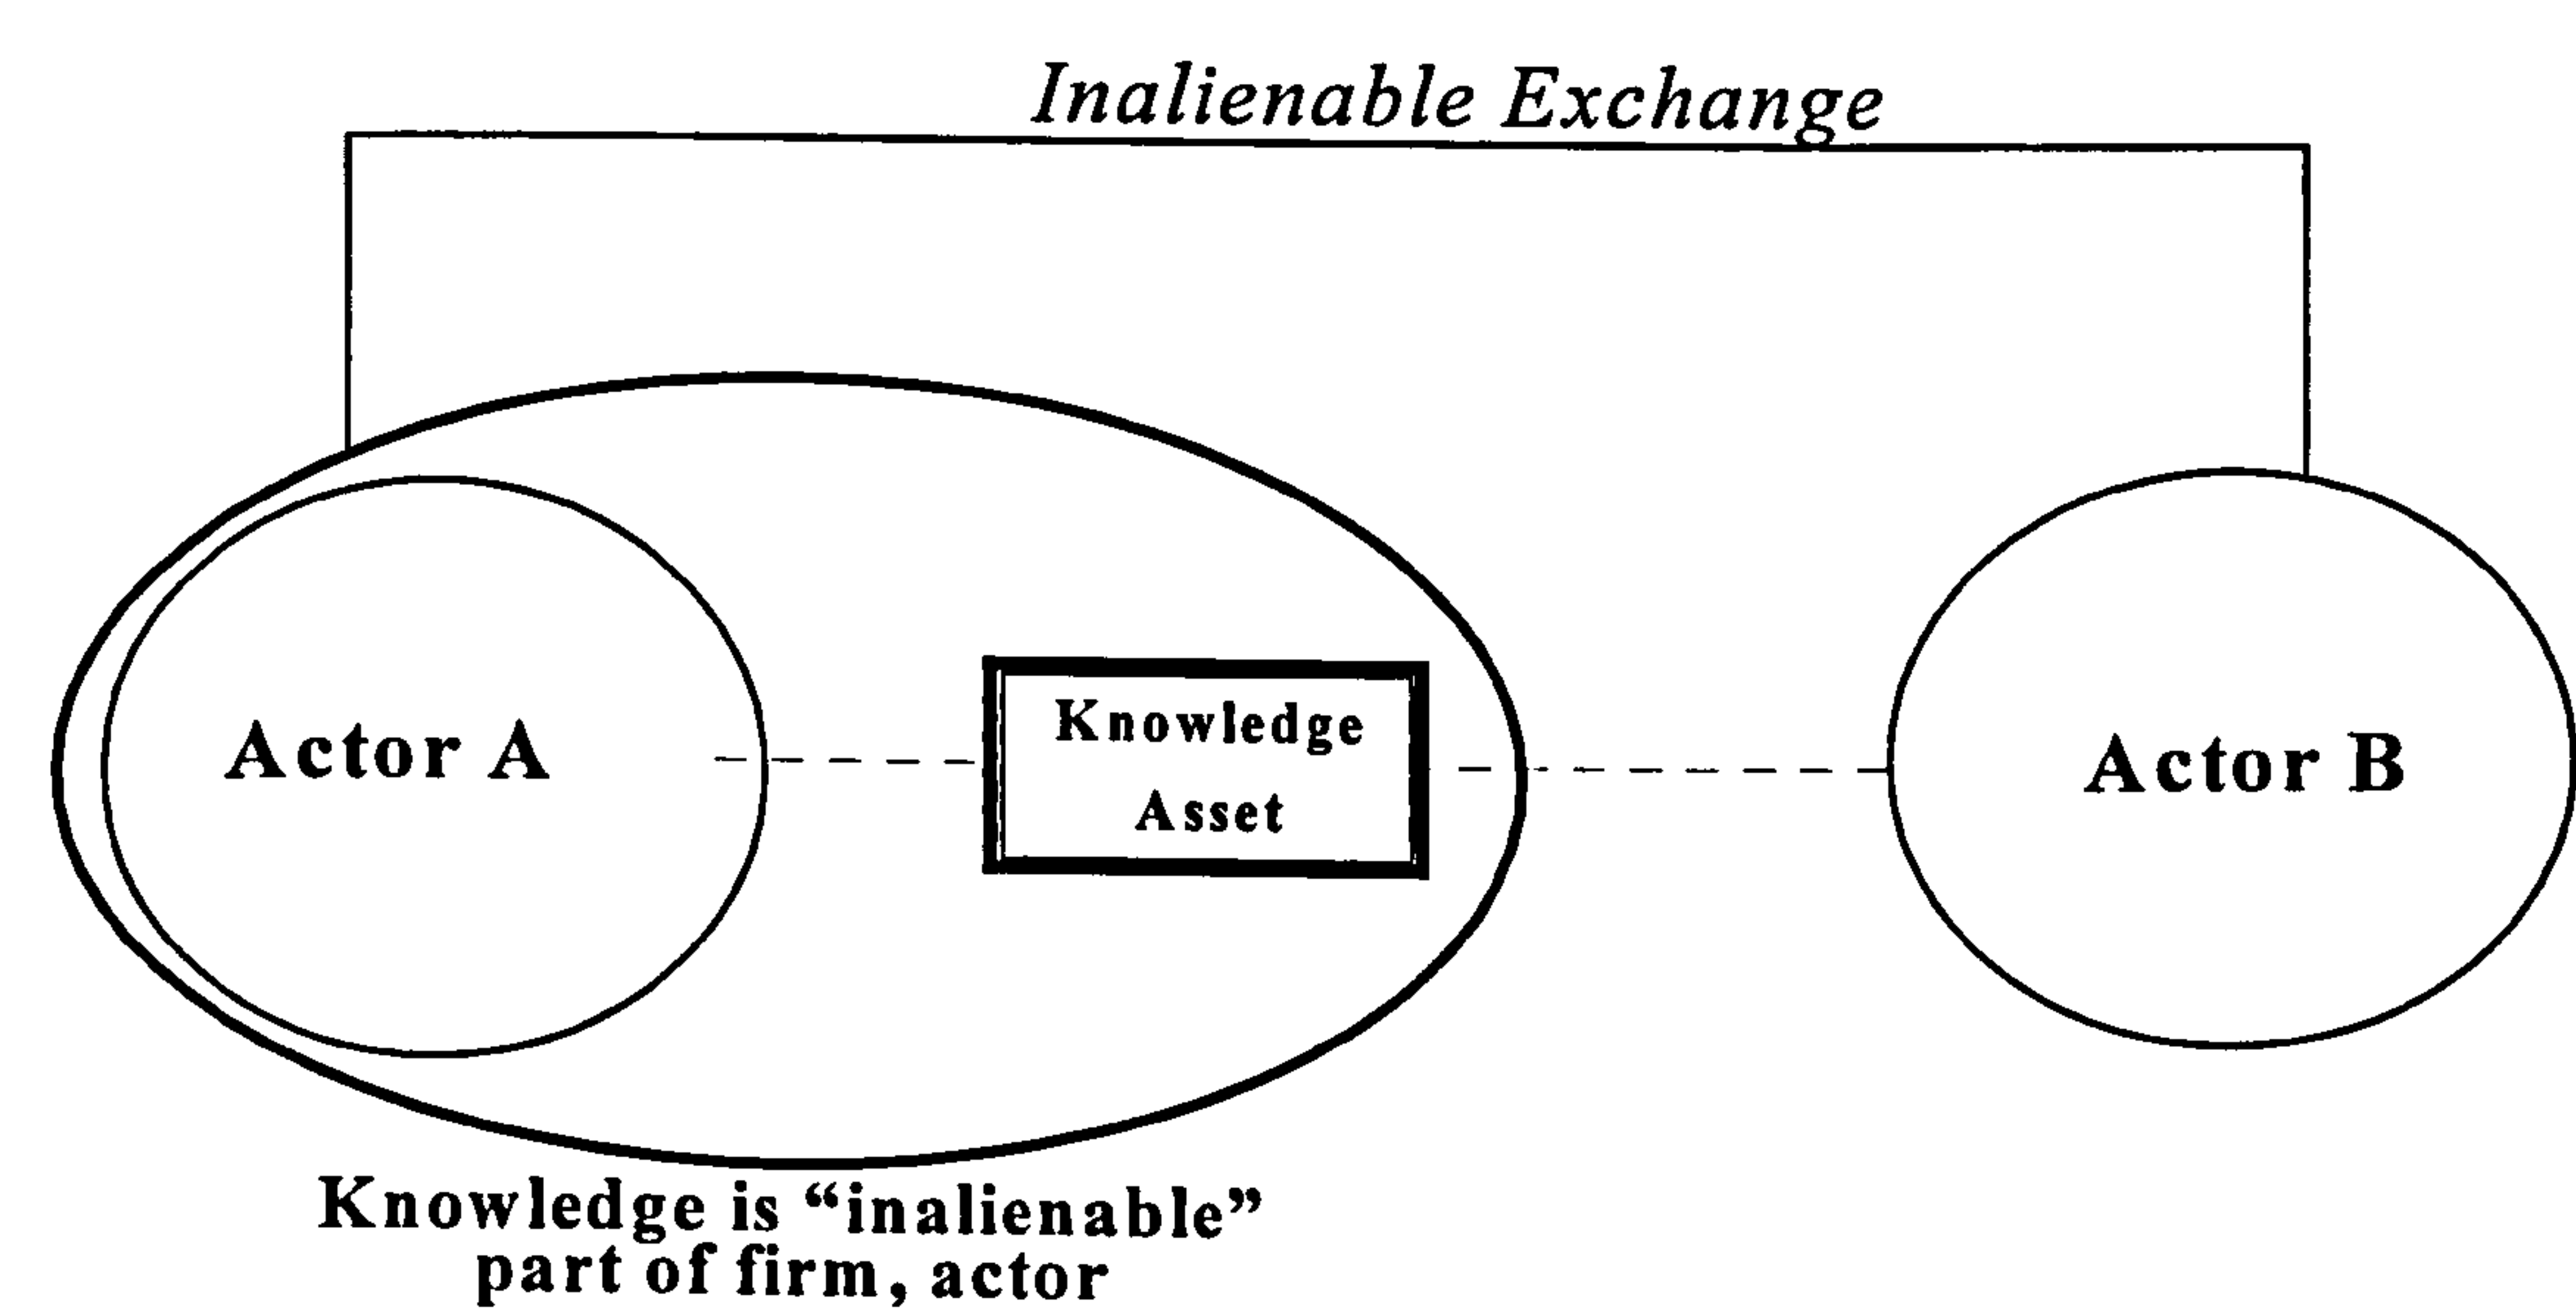 Inalienable Exchange
Actor A
Knowledge
Asset
Actor B
Knowledge is “inalienable”
part of firm, actor